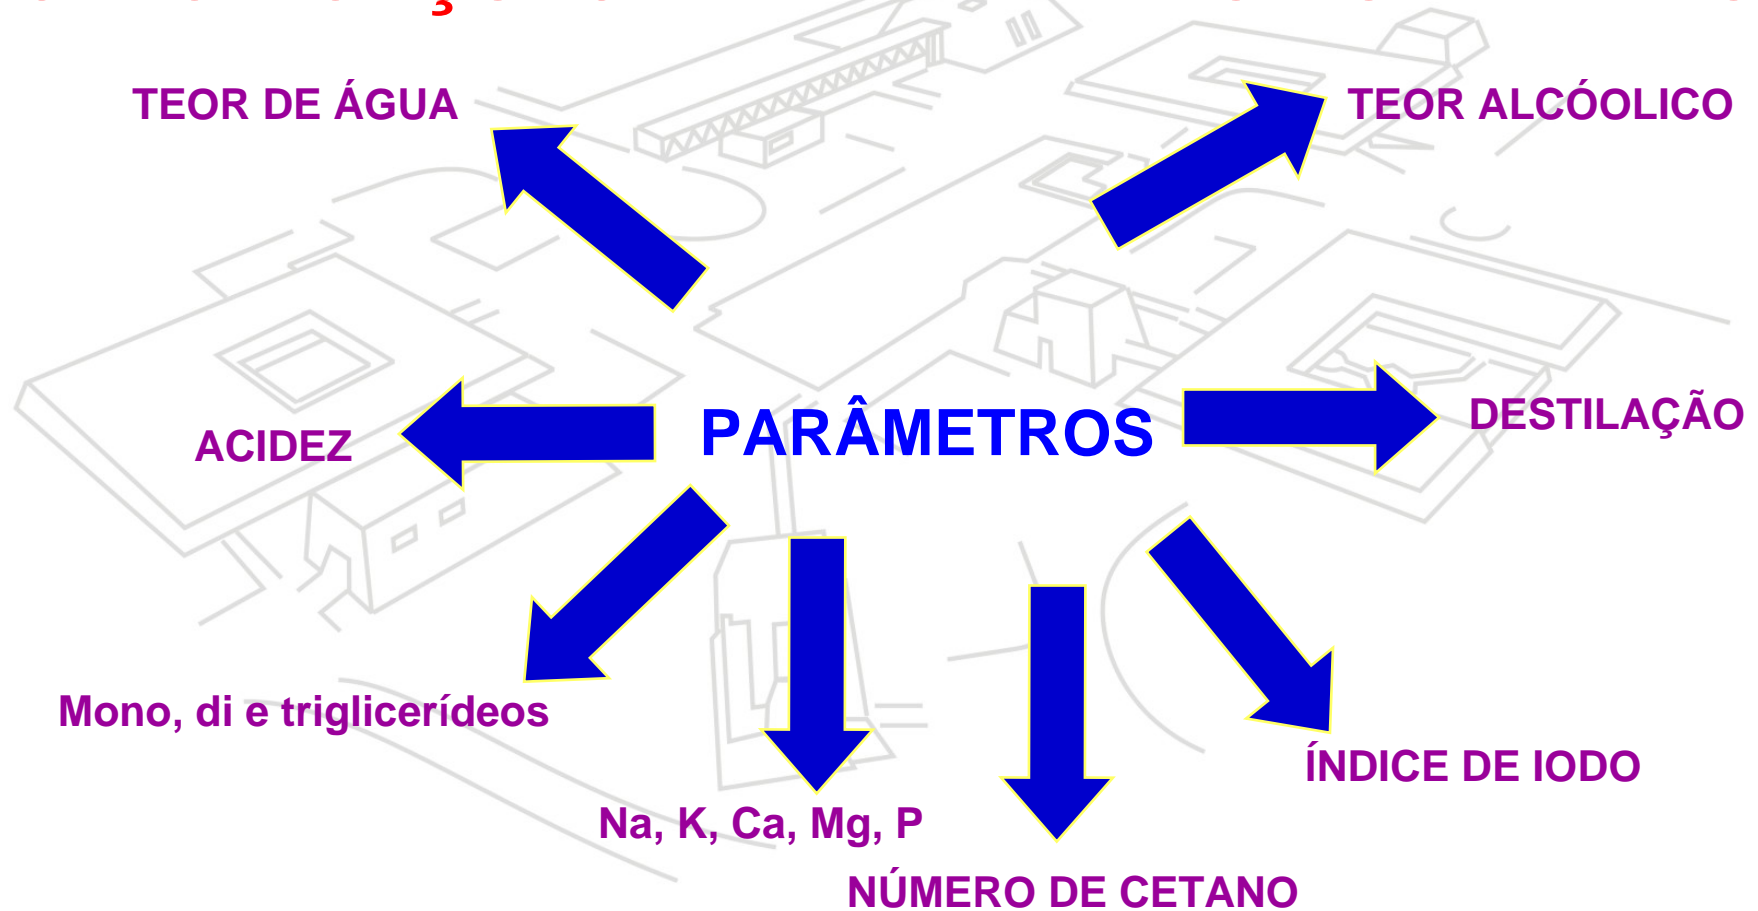 TEOR DE ÁGUA
TEOR ALCÓOLICO
PARÂMETROS
DESTILAÇÃO
ACIDEZ
Mono, di e triglicerídeos
ÍNDICE DE IODO
Na, K, Ca, Mg, P
NÚMERO DE CETANO